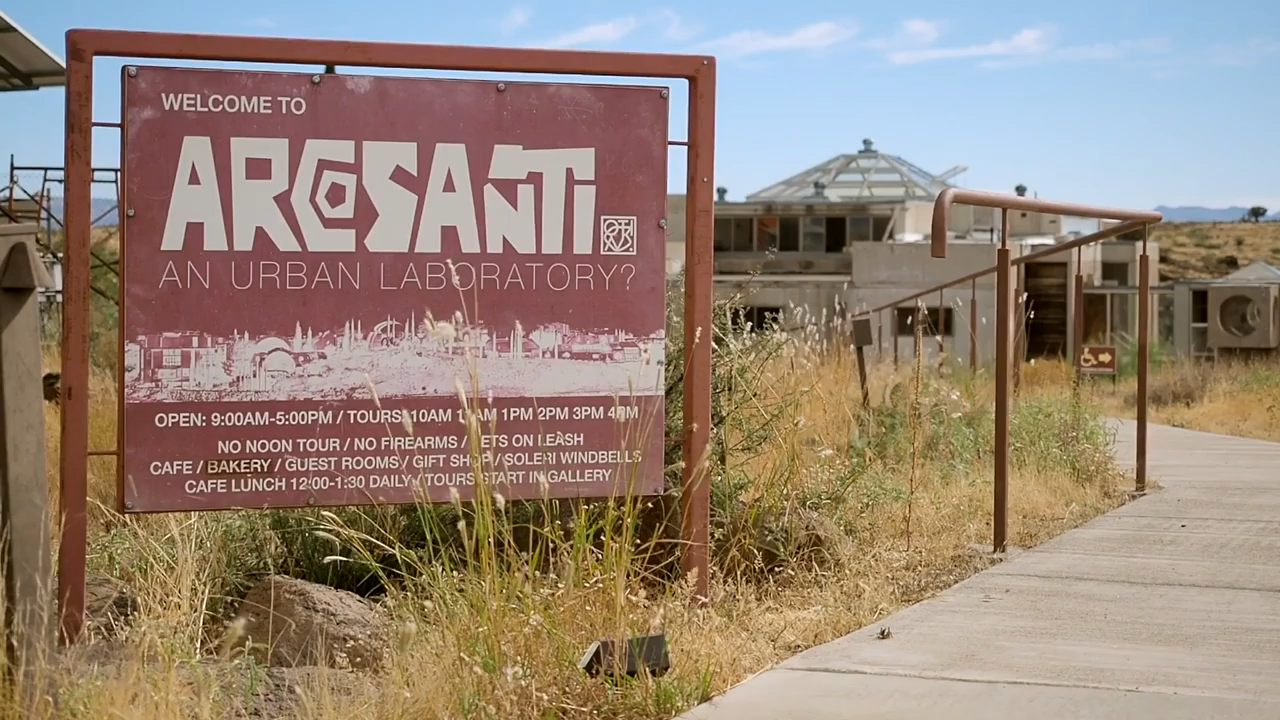 WELCOME TO
ARCOSANTI
AN URBAN LABORATORY?
OPEN: 9:00AM-5:00PM / TOURS: 10AM 11AM 1PM 2PM 3PM 4PM
NO NOON TOUR / NO FIREARMS / PETS ON LEASH
CAFE / BAKERY / GUEST ROOMS / GIFT SHOP / SOLERI WINDBELLS
CAFE LUNCH 12:00-1:30 DAILY / TOURS START IN GALLERY